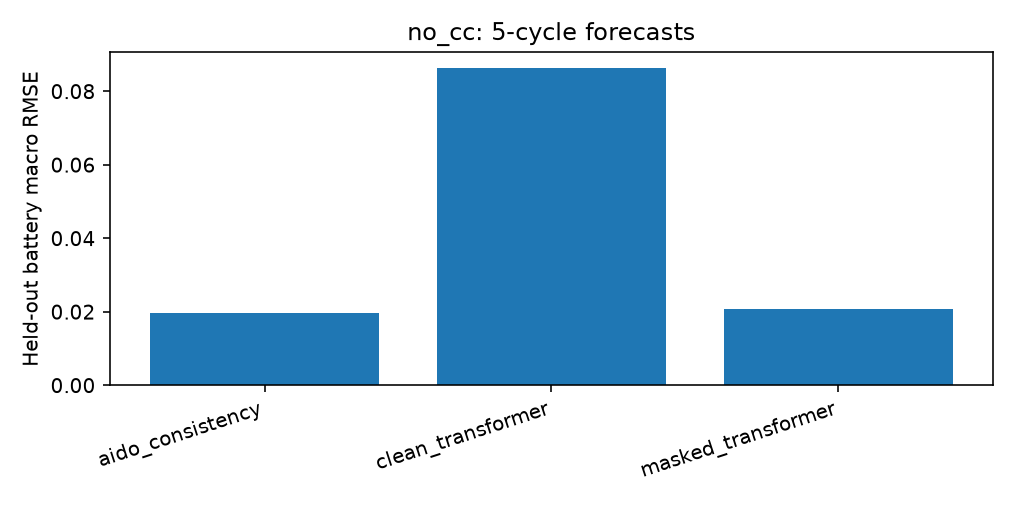 no_cc: 5-cycle forecasts
Held-out battery macro RMSE
0.08
0.06
0.04
0.02
0.00
aido_consistency
clean_transformer
masked_transformer